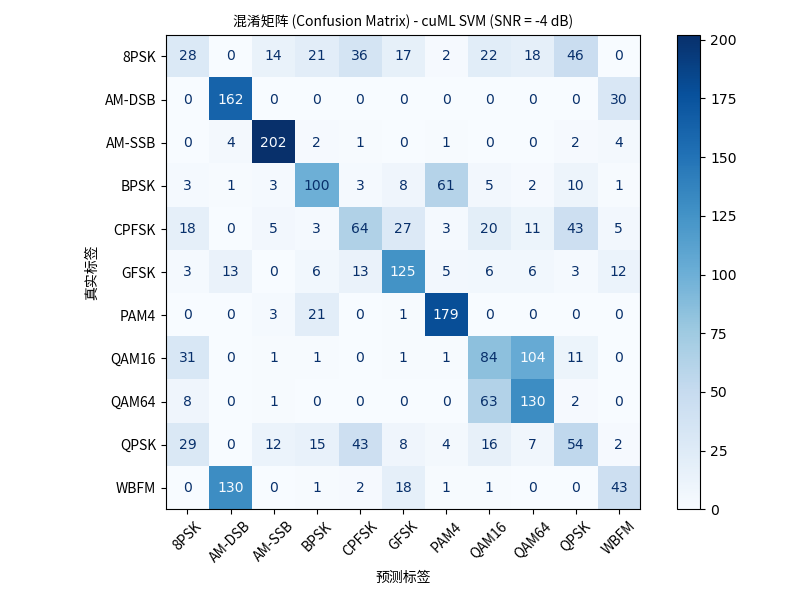 混淆矩阵 (Confusion Matrix) - cuML SVM (SNR = -4 dB)
真实标签
8PSK 28 0 14 21 36 17 2 22 18 46 0
AM-DSB 0 162 0 0 0 0 0 0 0 0 30
AM-SSB 0 4 202 2 1 0 1 0 0 2 4
BPSK 3 1 3 100 3 8 61 5 2 10 1
CPFSK 18 0 5 3 64 27 3 20 11 43 5
GFSK 3 13 0 6 13 125 5 6 6 3 12
PAM4 0 0 3 21 0 1 179 0 0 0 0
QAM16 31 0 1 1 0 1 1 84 104 11 0
QAM64 8 0 1 0 0 0 0 63 130 2 0
QPSK 29 0 12 15 43 8 4 16 7 54 2
WBFM 0 130 0 1 2 18 1 1 0 0 43
8PSK AM-DSB AM-SSB BPSK CPFSK GFSK PAM4 QAM16 QAM64 QPSK WBFM
预测标签
200
175
150
125
100
75
50
25
0